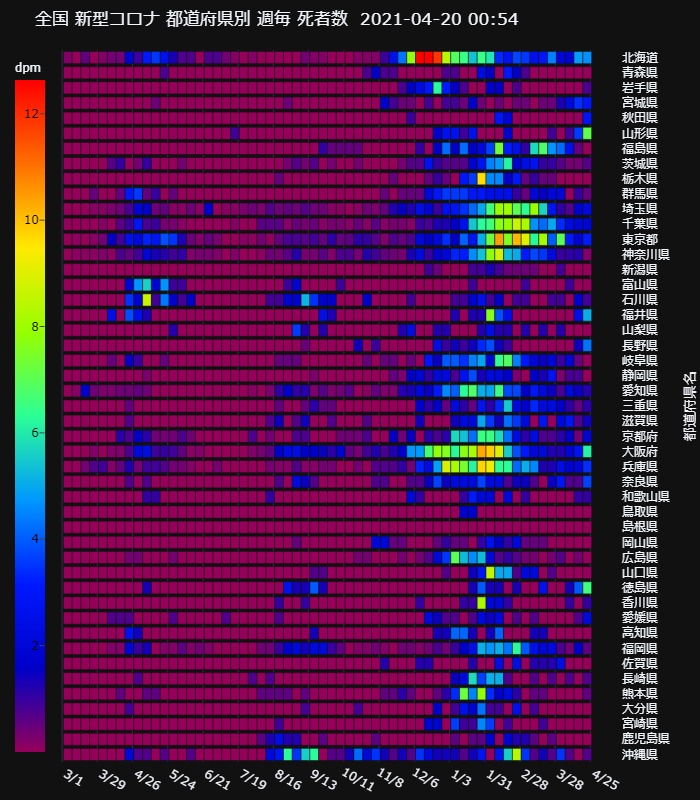 全国 新型コロナ 都道府県別 週毎 死者数 2021-04-20 00:54
dpm
12
10
8
6
4
2
北海道
青森県
岩手県
宮城県
秋田県
山形県
福島県
茨城県
栃木県
群馬県
埼玉県
千葉県
東京都
神奈川県
新潟県
富山県
石川県
福井県
山梨県
長野県
岐阜県
静岡県
愛知県
三重県
滋賀県
京都府
大阪府
兵庫県
奈良県
和歌山県
鳥取県
島根県
岡山県
広島県
山口県
徳島県
香川県
愛媛県
高知県
福岡県
佐賀県
長崎県
熊本県
大分県
宮崎県
鹿児島県
沖縄県
都道府県名
3/1 3/29 4/26 5/24 6/21 7/19 8/16 9/13 10/11 11/8 12/6 1/3 1/31 2/28 3/28 4/25